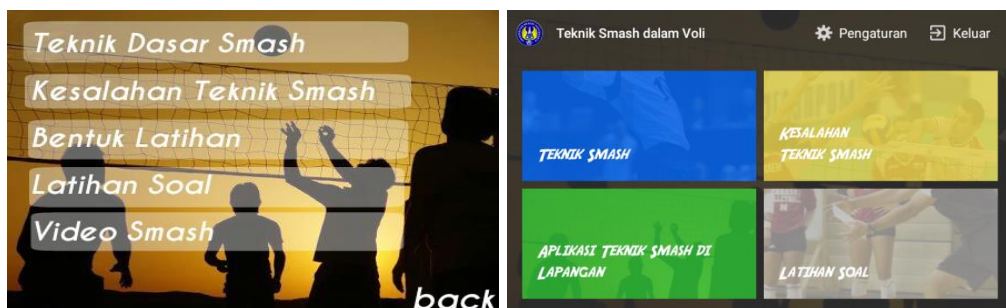 Teknik Dasar Smash
Kesalahan Teknik Smash
Bentuk Latihan
Latihan Soal
Video Smash
back
Teknik Smash dalam Voli
Pengaturan
Keluar
Teknik Smash
Kesalahan
Teknik Smash
Aplikasi Teknik Smash di
Lapangan
Latihan Soal